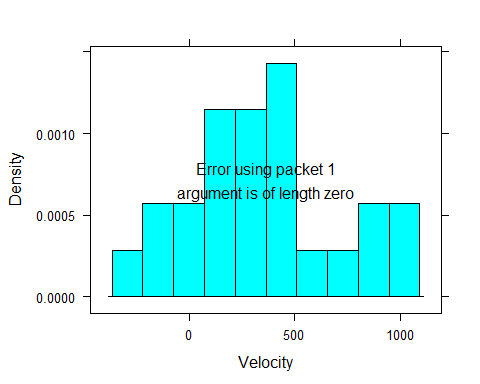 Density
0.0010
0.0005
0.0000
Error using packet 1
argument is of length zero
0 500 1000
Velocity